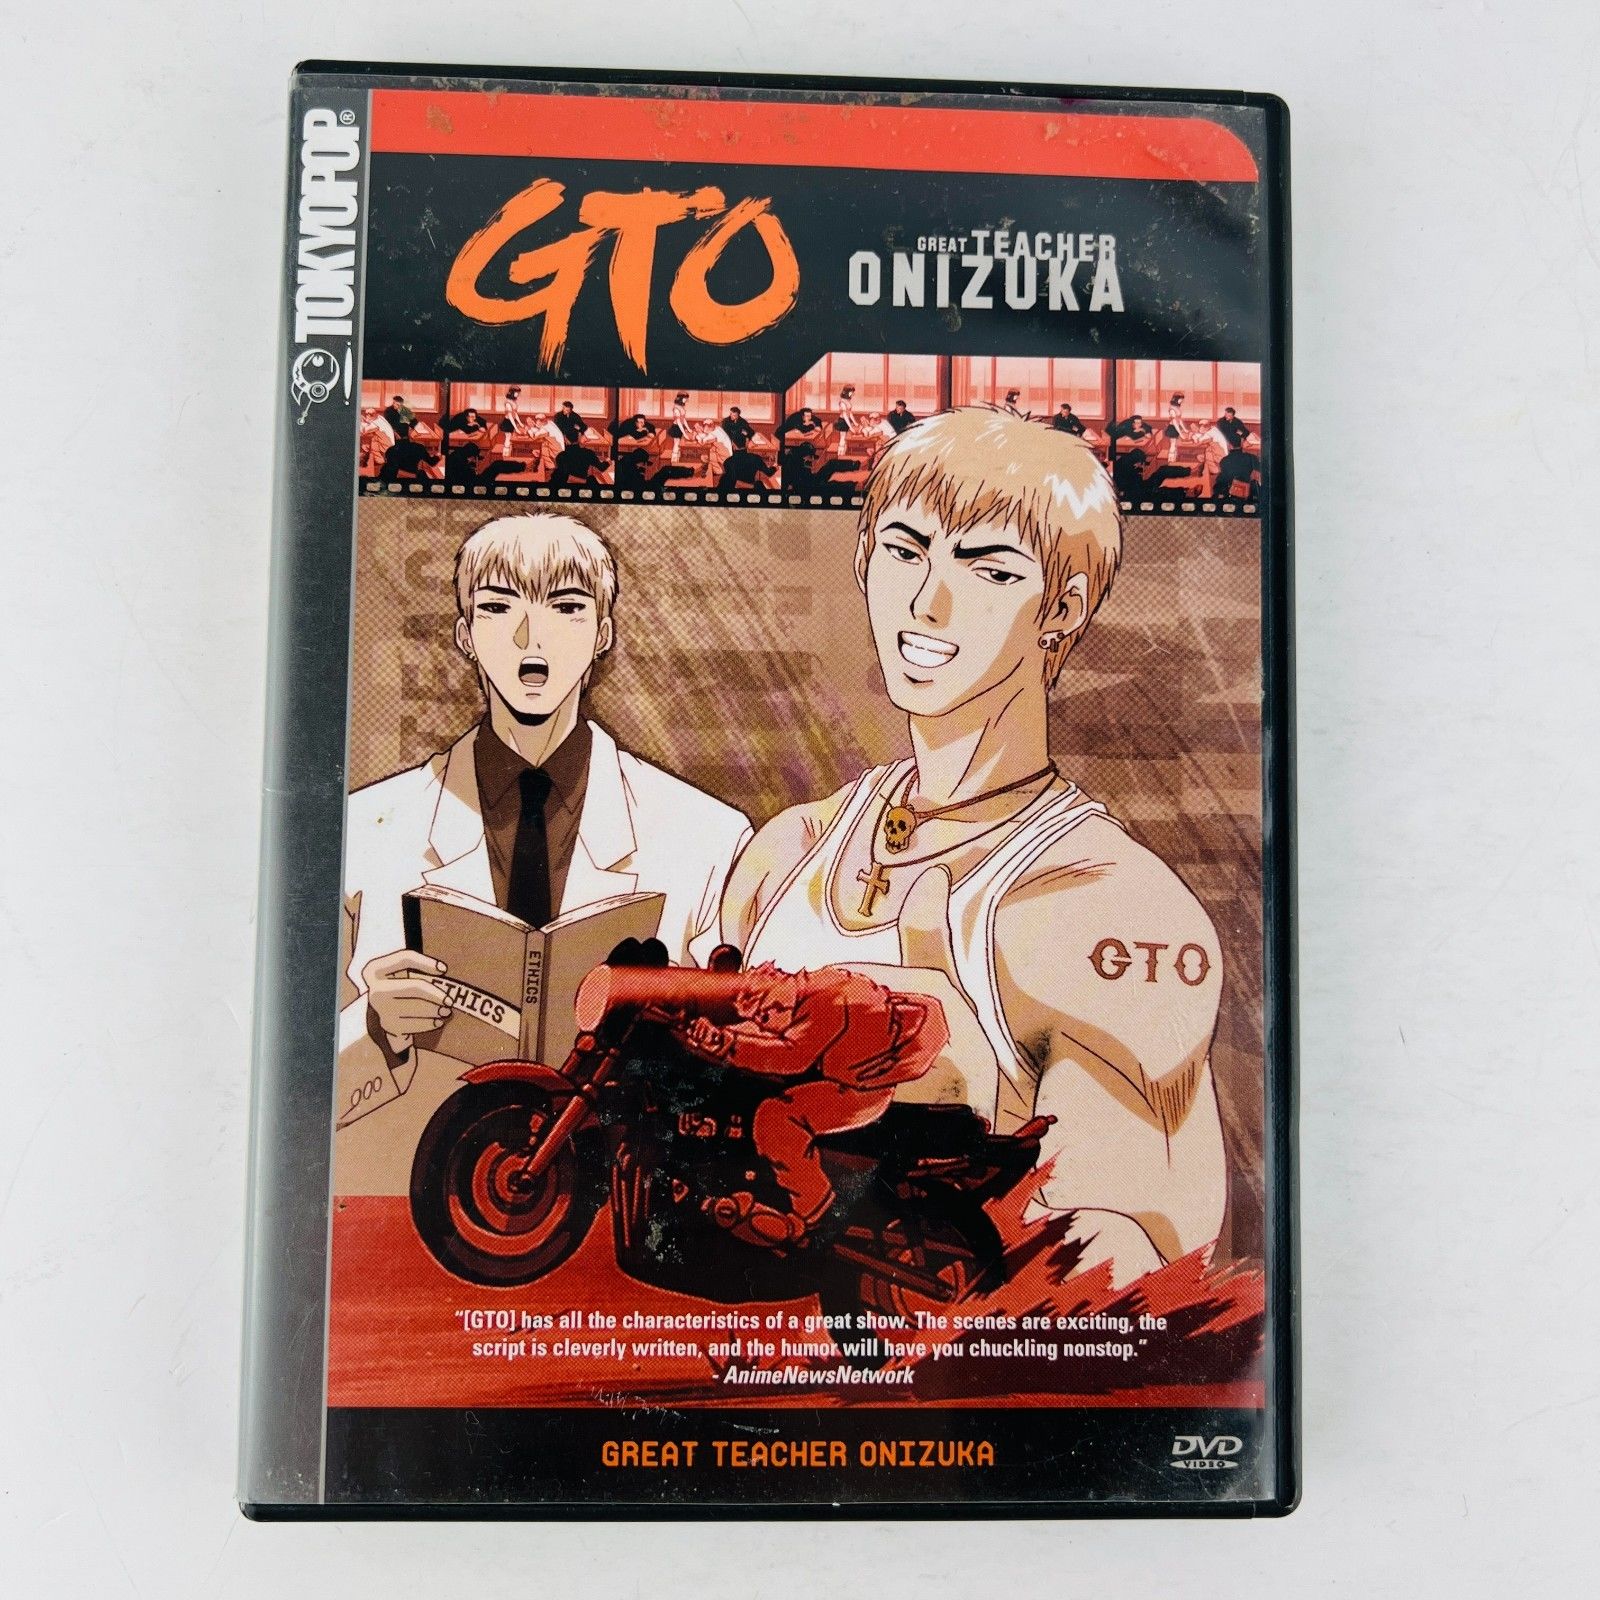 TOKYOPOP®
GTO
GREAT TEACHER
ONIZUKA
ETHICS
ETHICS
GTO
"[GTO] has all the characteristics of a great show. The scenes are exciting, the
script is cleverly written, and the humor will have you chuckling nonstop."
- AnimeNewsNetwork
GREAT TEACHER ONIZUKA
DVD
VIDEO